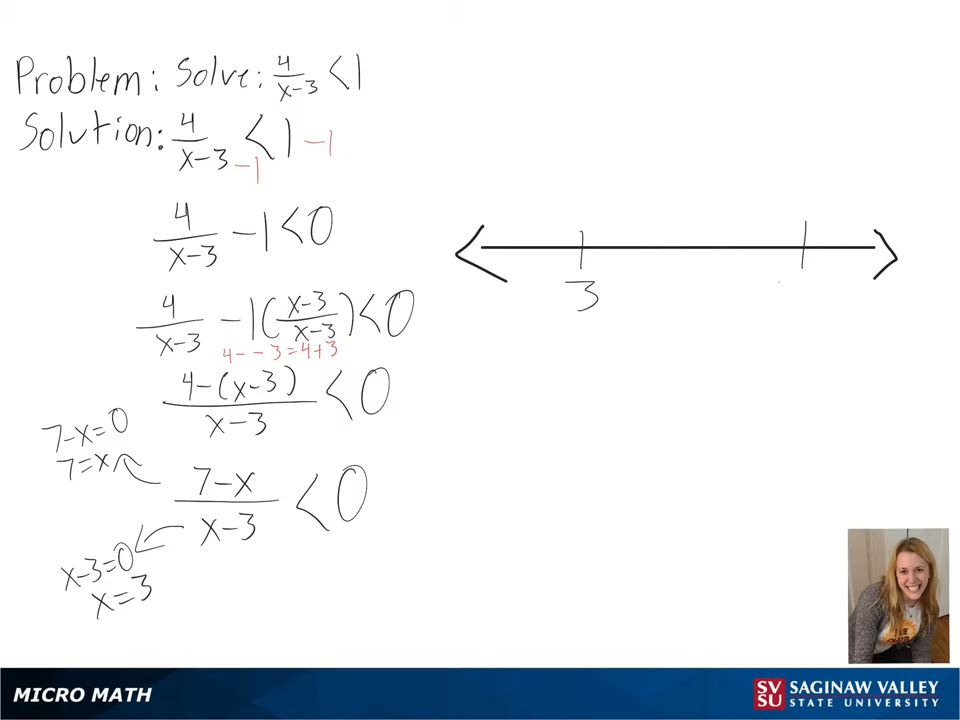 Problem: Solve: 4/(x-3) < 1
Solution: 4/(x-3) -1 < 1 -1
4/(x-3) - 1 < 0
4/(x-3) - 1((x-3)/(x-3)) < 0
4--3=4+3
(4-(x-3))/(x-3) < 0
7-x=0
7=x
(7-x)/(x-3) < 0
x-3=0
x=3
3
MICRO MATH
SV SU SAGINAW VALLEY
STATE UNIVERSITY